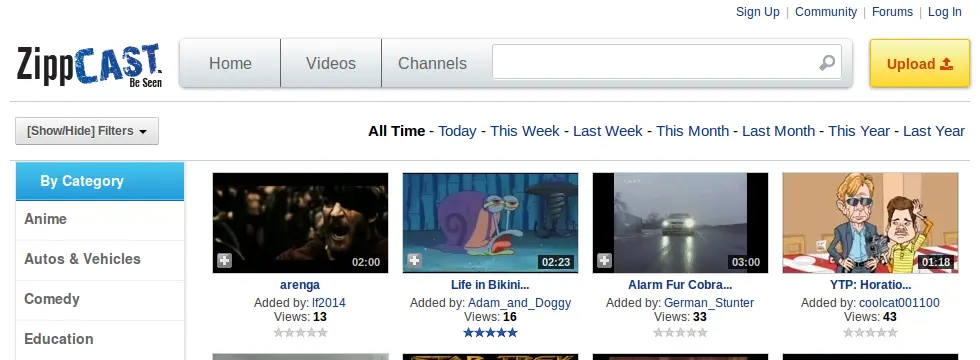 Sign Up | Community | Forums | Log In
ZippCAST
Be Seen
Home Videos Channels Upload
[Show/Hide] Filters All Time - Today - This Week - Last Week - This Month - Last Month - This Year - Last Year
By Category
Anime
Autos & Vehicles
Comedy
Education
02:00 02:23 03:00 01:18
arenga Life in Bikini... Alarm Fur Cobra... YTP: Horatio...
Added by: lf2014 Added by: Adam_and_Doggy Added by: German_Stunter Added by: coolcat001100
Views: 13 Views: 16 Views: 33 Views: 43
STAR TREK